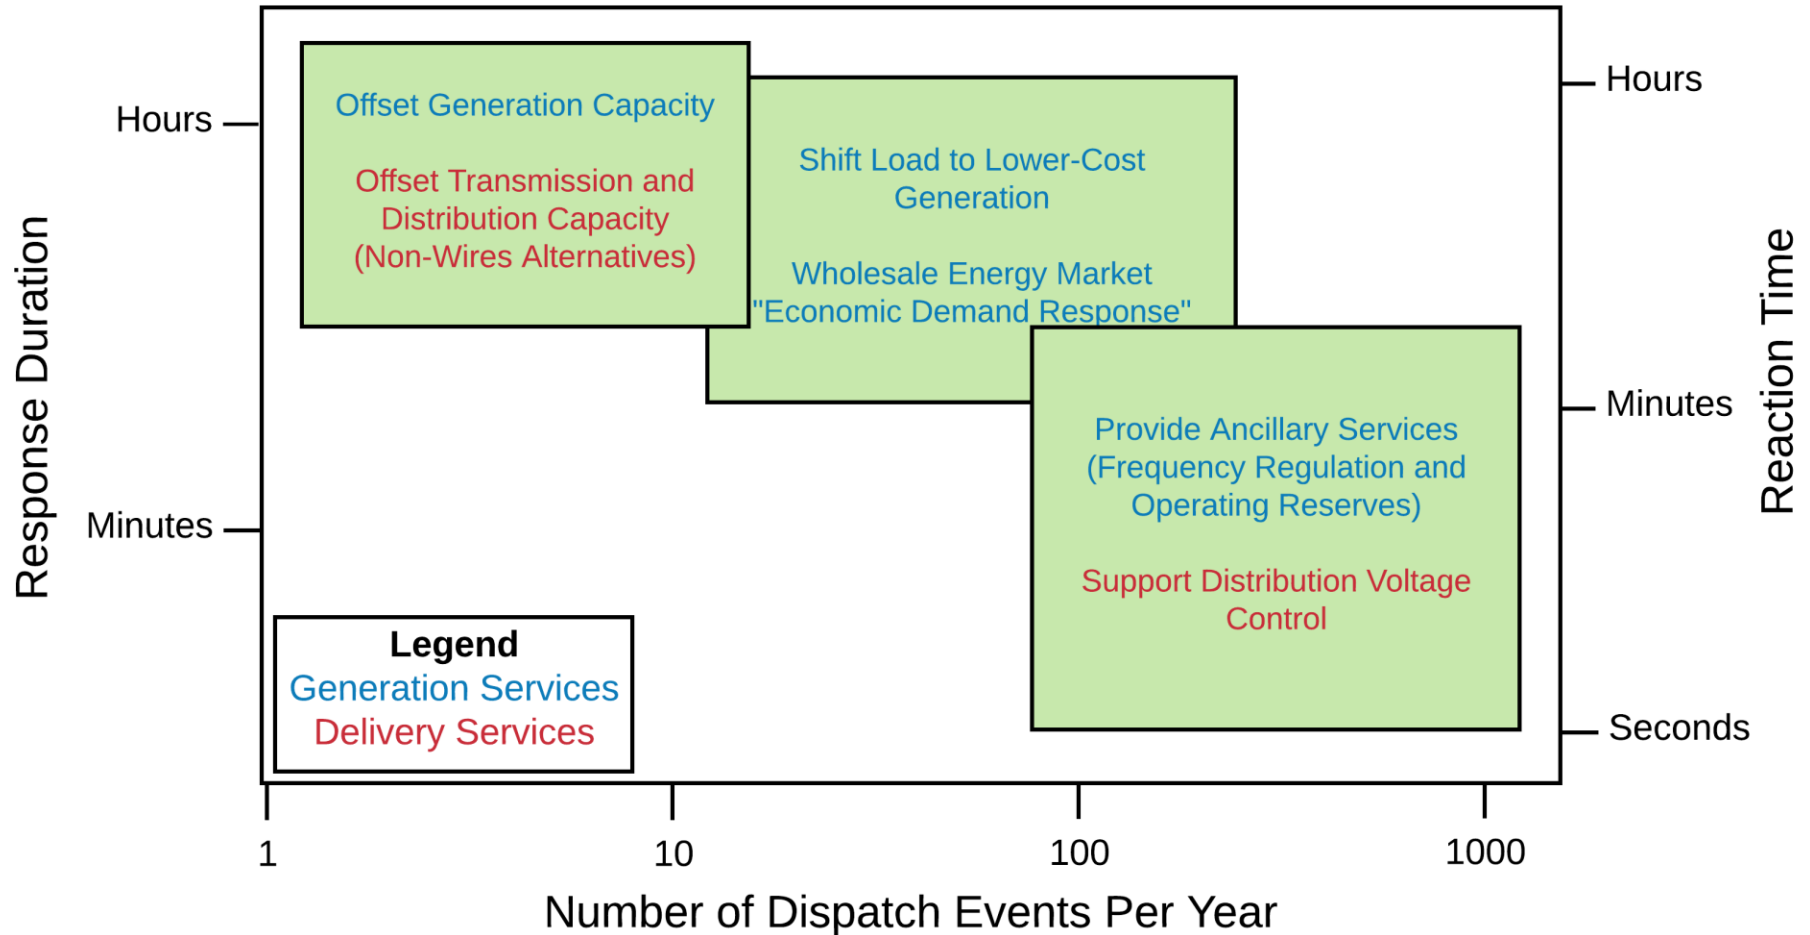 Offset Generation Capacity
Offset Transmission and
Distribution Capacity
(Non-Wires Alternatives)
Shift Load to Lower-Cost
Generation
Wholesale Energy Market
"Economic Demand Response"
Provide Ancillary Services
(Frequency Regulation and
Operating Reserves)
Support Distribution Voltage
Control
Legend
Generation Services
Delivery Services
Response Duration
Hours
Minutes
Reaction Time
Hours
Minutes
Seconds
1
10
100
1000
Number of Dispatch Events Per Year